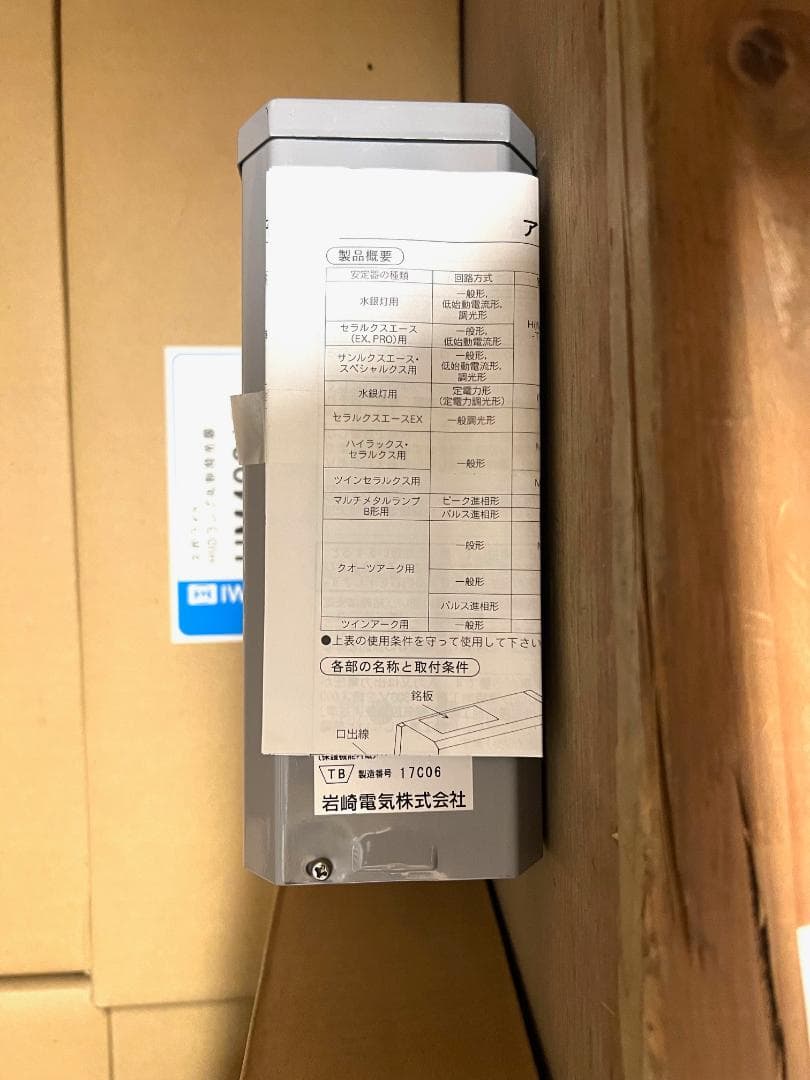 ア
製品概要
安定器の種類 回路方式
水銀灯用 一般形,
低始動電流形,
調光形
セラルクスエース
(EX、PRO)用 一般形,
低始動電流形
サンルクスエース・
スペシャルクス用 一般形,
低始動電流形,
調光形
水銀灯用 定電力形
(定電力調光形)
セラルクスエースEX 一般調光形
ハイラックス・
セラルクス用 一般形
ツインセラルクス用
マルチメタルランプ
B形用 ピーク進相形
パルス進相形
クオーツアーク用 一般形
一般形
パルス進相形
ツインアーク用 一般形
●上表の使用条件を守って使用して下さい
各部の名称と取付条件
銘板
口出線
TB 製造番号 17C06
岩崎電気株式会社
IW